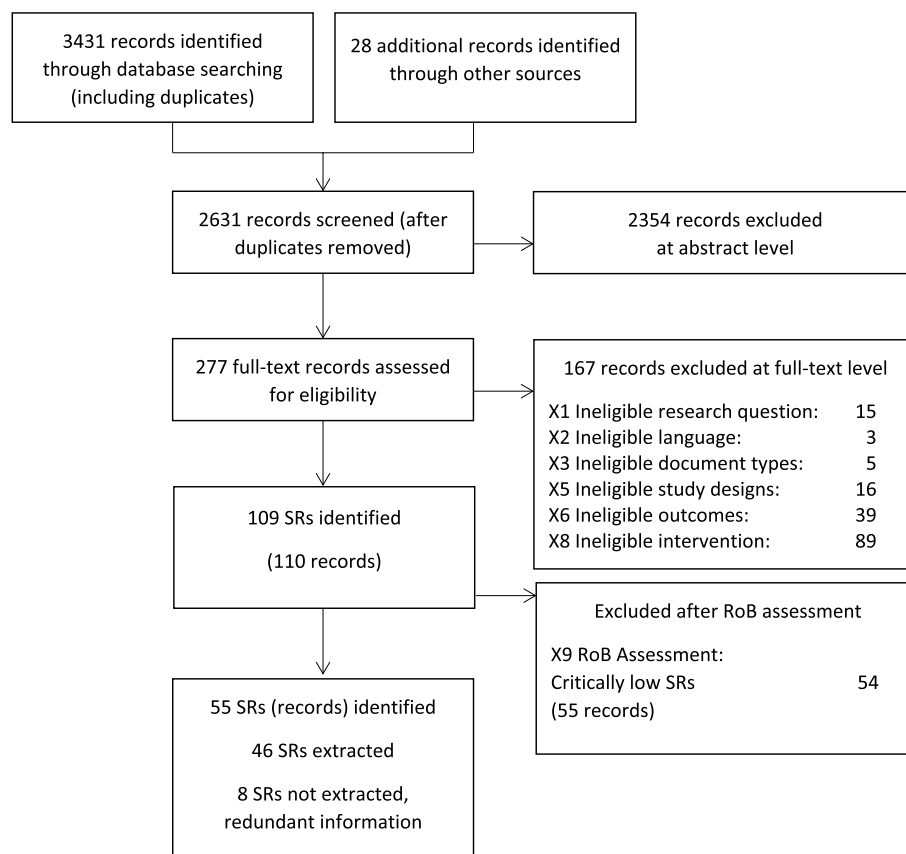 3431 records identified
through database searching
(including duplicates)
28 additional records identified
through other sources
2631 records screened (after
duplicates removed)
2354 records excluded
at abstract level
277 full-text records assessed
for eligibility
167 records excluded at full-text level
X1 Ineligible research question: 15
X2 Ineligible language: 3
X3 Ineligible document types: 5
X5 Ineligible study designs: 16
X6 Ineligible outcomes: 39
X8 Ineligible intervention: 89
109 SRs identified
(110 records)
Excluded after RoB assessment
X9 RoB Assessment:
Critically low SRs 54
(55 records)
55 SRs (records) identified
46 SRs extracted
8 SRs not extracted,
redundant information